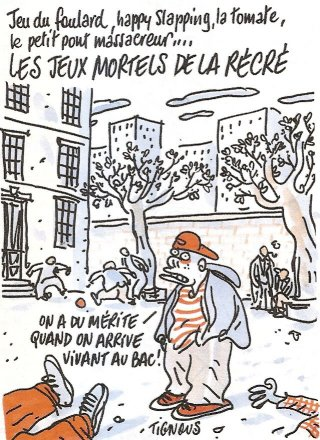 Jeu du foulard, happy slapping, la tomate,
le petit pont massacreur,...
LES JEUX MORTELS DE LA RÉCRÉ
ON A DU MÉRITE
QUAND ON ARRIVE
VIVANT AU BAC!
TIGNOUS